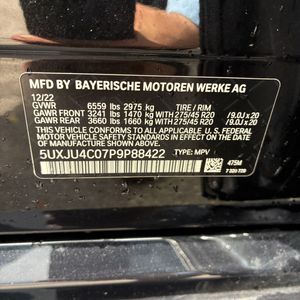 MFD BY BAYERISCHE MOTOREN WERKE AG
12/22
GVWR 6559 lbs 2975 kg TIRE / RIM
GAWR FRONT 3241 lbs 1470 kg WITH 275/45 R20 / 9.0J x 20
GAWR REAR 3660 lbs 1660 kg WITH 275/45 R20 / 9.0J x 20
THIS VEHICLE CONFORMS TO ALL APPLICABLE U.S. FEDERAL MOTOR VEHICLE
SAFETY STANDARDS IN EFFECT ON THE DATE OF MANUFACTURE SHOWN ABOVE.
5UXJU4C07P9P88422 TYPE: MPV
475M